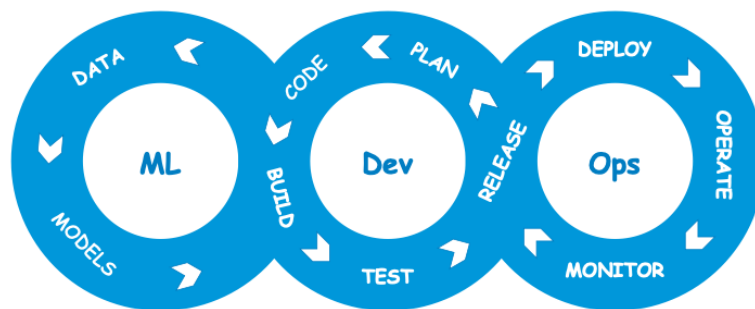 DATA
ML
MODELS
CODE
PLAN
Dev
BUILD
TEST
RELEASE
DEPLOY
Ops
OPERATE
MONITOR